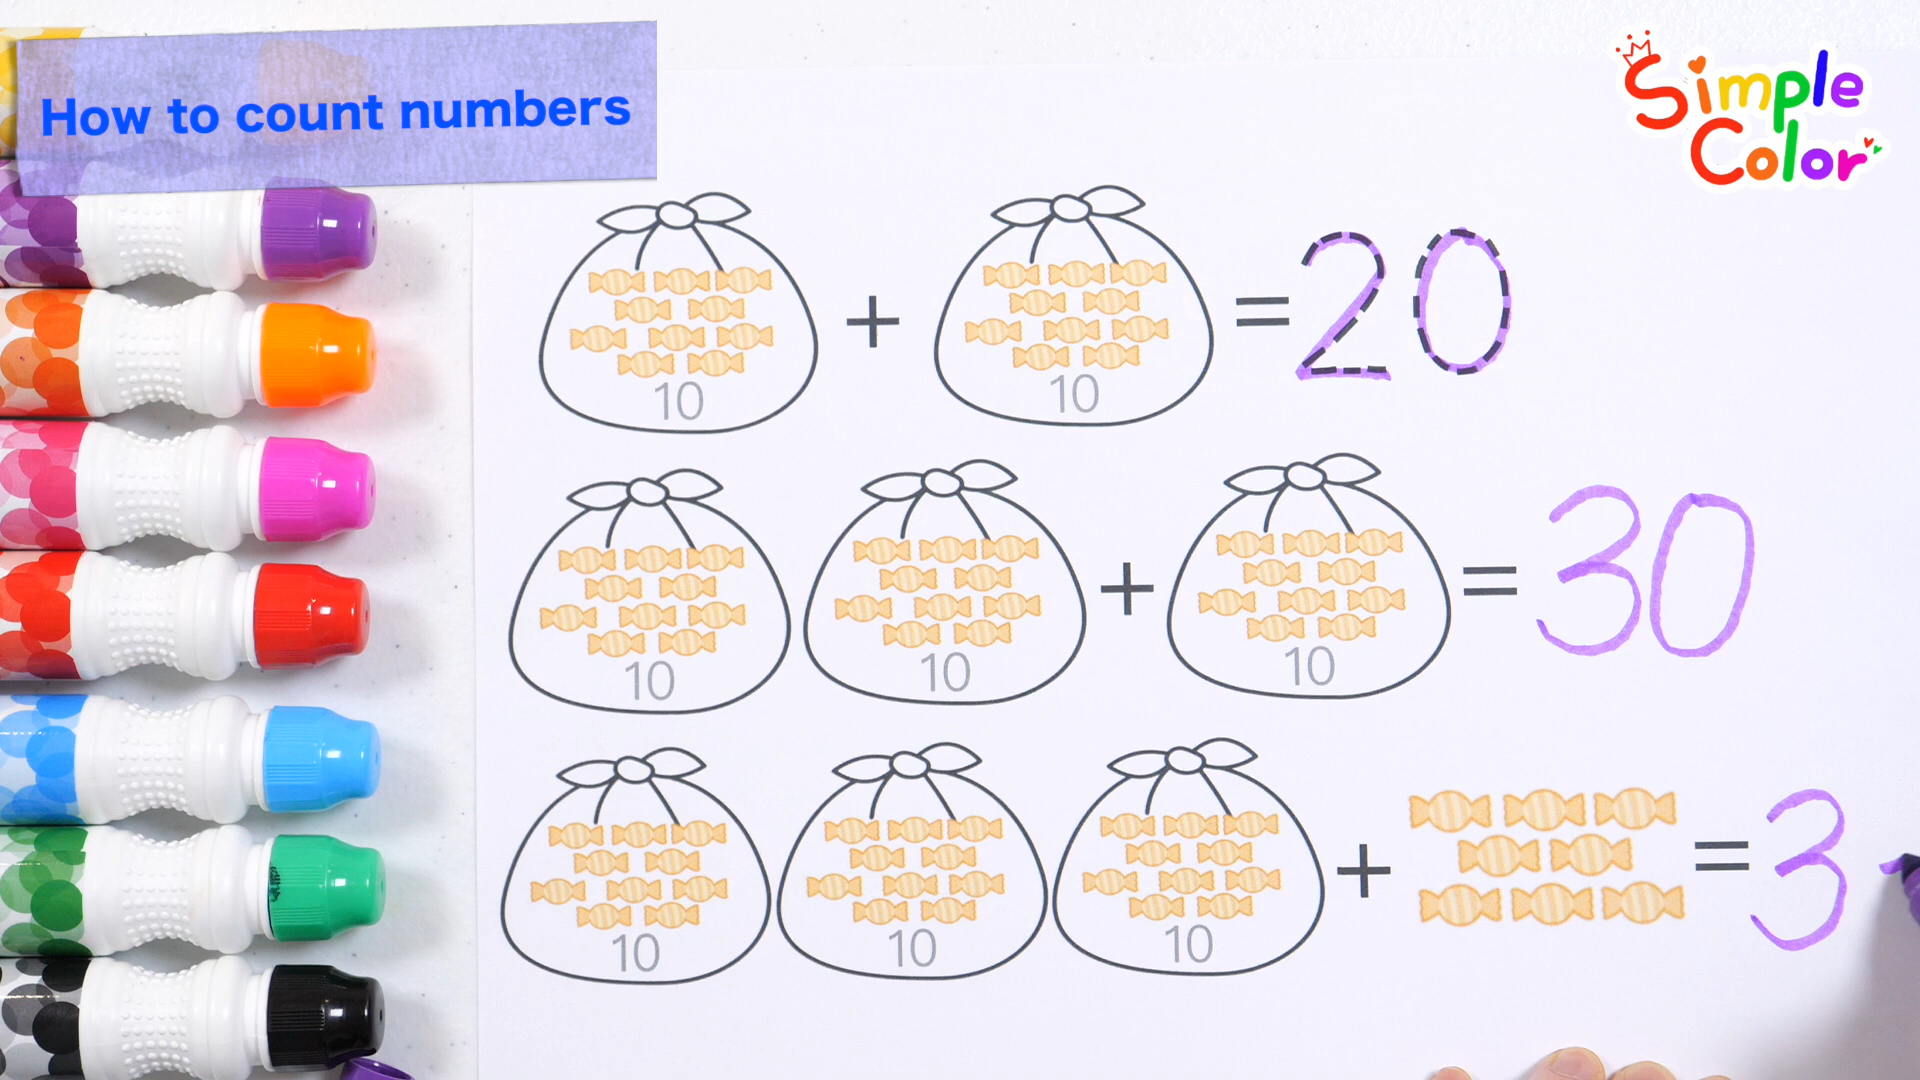 How to count numbers
Simple
Color
10 + 10 = 20
10 10 + 10 = 30
10 10 10 + = 3